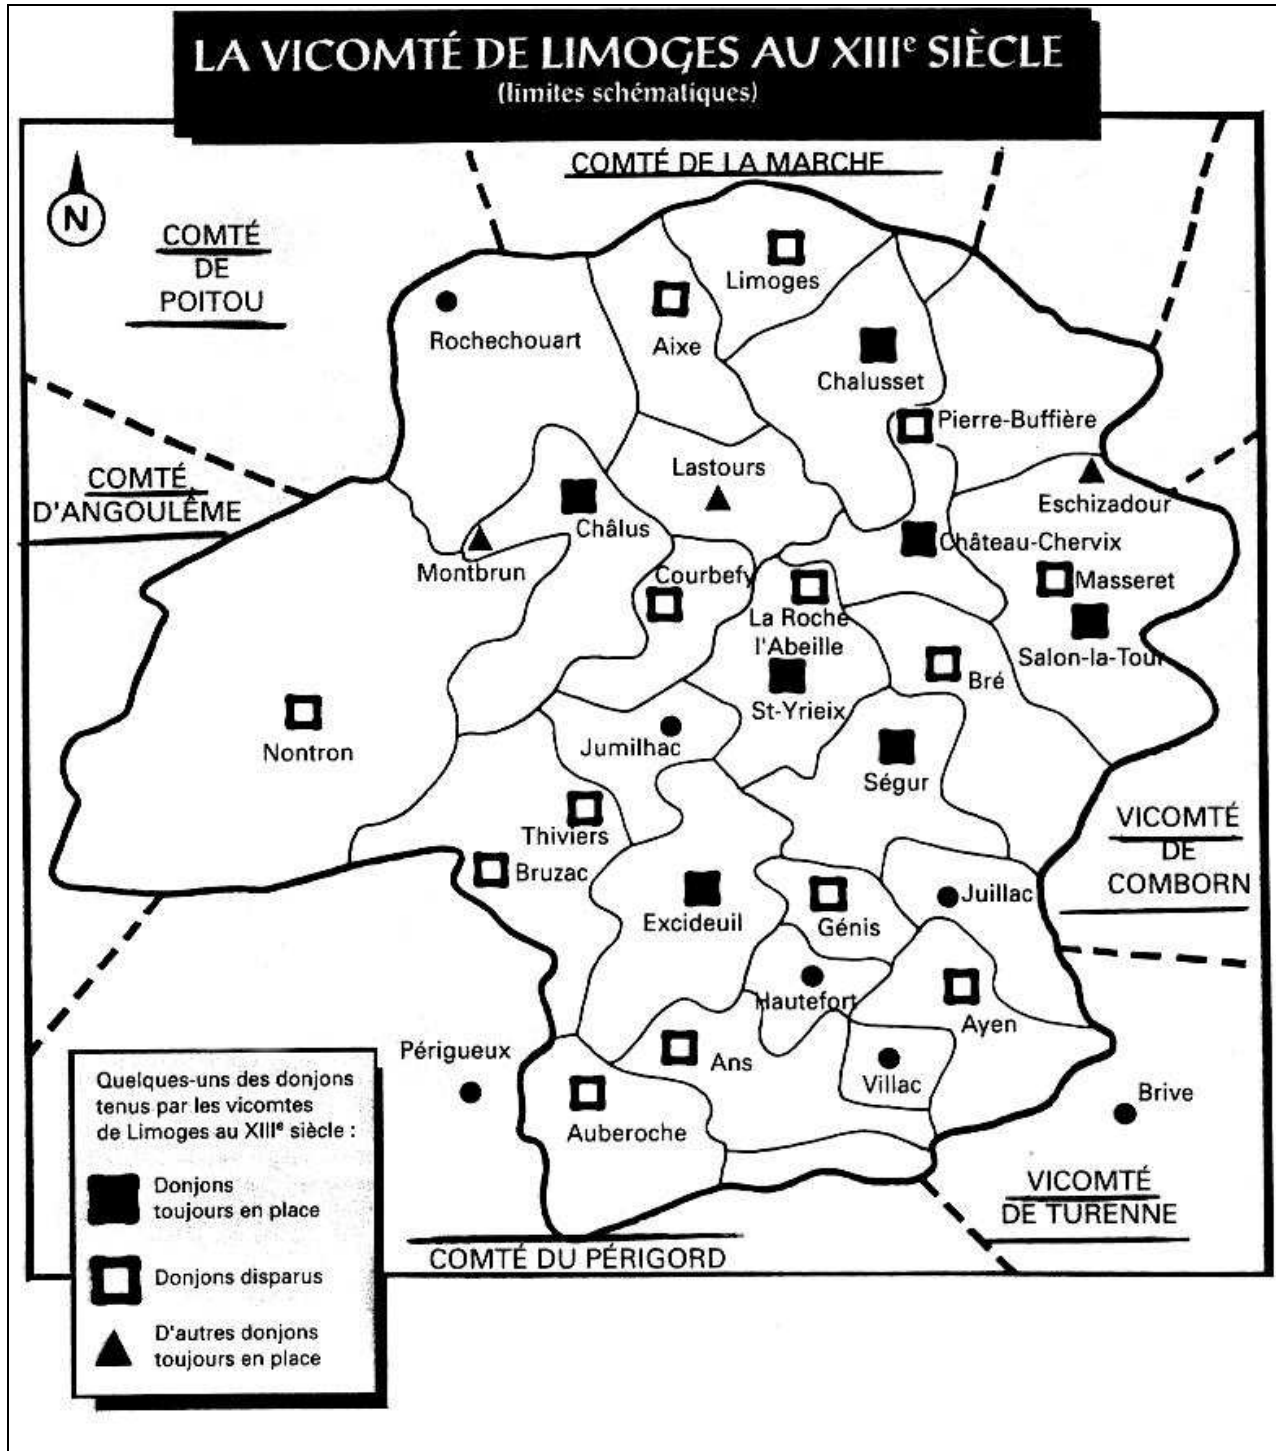 LA VICOMTÉ DE LIMOGES AU XIIIe SIÈCLE
(limites schématiques)
COMTÉ DE LA MARCHE
N
COMTÉ
DE
POITOU
Limoges
Rochechouart
Aixe
Chalusset
Pierre-Buffière
COMTÉ
D'ANGOULÊME
Lastours
Eschizadour
Châlus
Château-Chervix
Montbrun
Courbefy
Masseret
La Roche
l'Abeille
Salon-la-Tour
Bré
St-Yrieix
Nontron
Jumilhac
Ségur
Thiviers
VICOMTÉ
DE
COMBORN
Bruzac
Juillac
Excideuil
Génis
Hautefort
Ayen
Périgueux
Ans
Villac
Brive
Auberoche
Quelques-uns des donjons
tenus par les vicomtes
de Limoges au XIIIe siècle :
Donjons
toujours en place
Donjons disparus
D'autres donjons
toujours en place
VICOMTÉ
DE TURENNE
COMTÉ DU PÉRIGORD